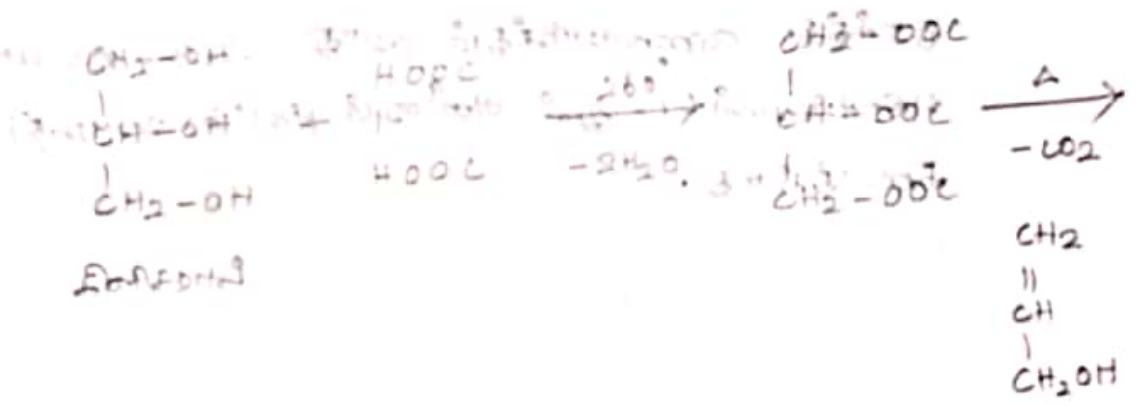 CH2-OH
CH-OH +
CH2-OH
HOOC
HOOC
260°
-2H2O
CH2-OOC
CH-OOC
CH2-OOC
Δ
-CO2
CH2
||
CH
|
CH2OH